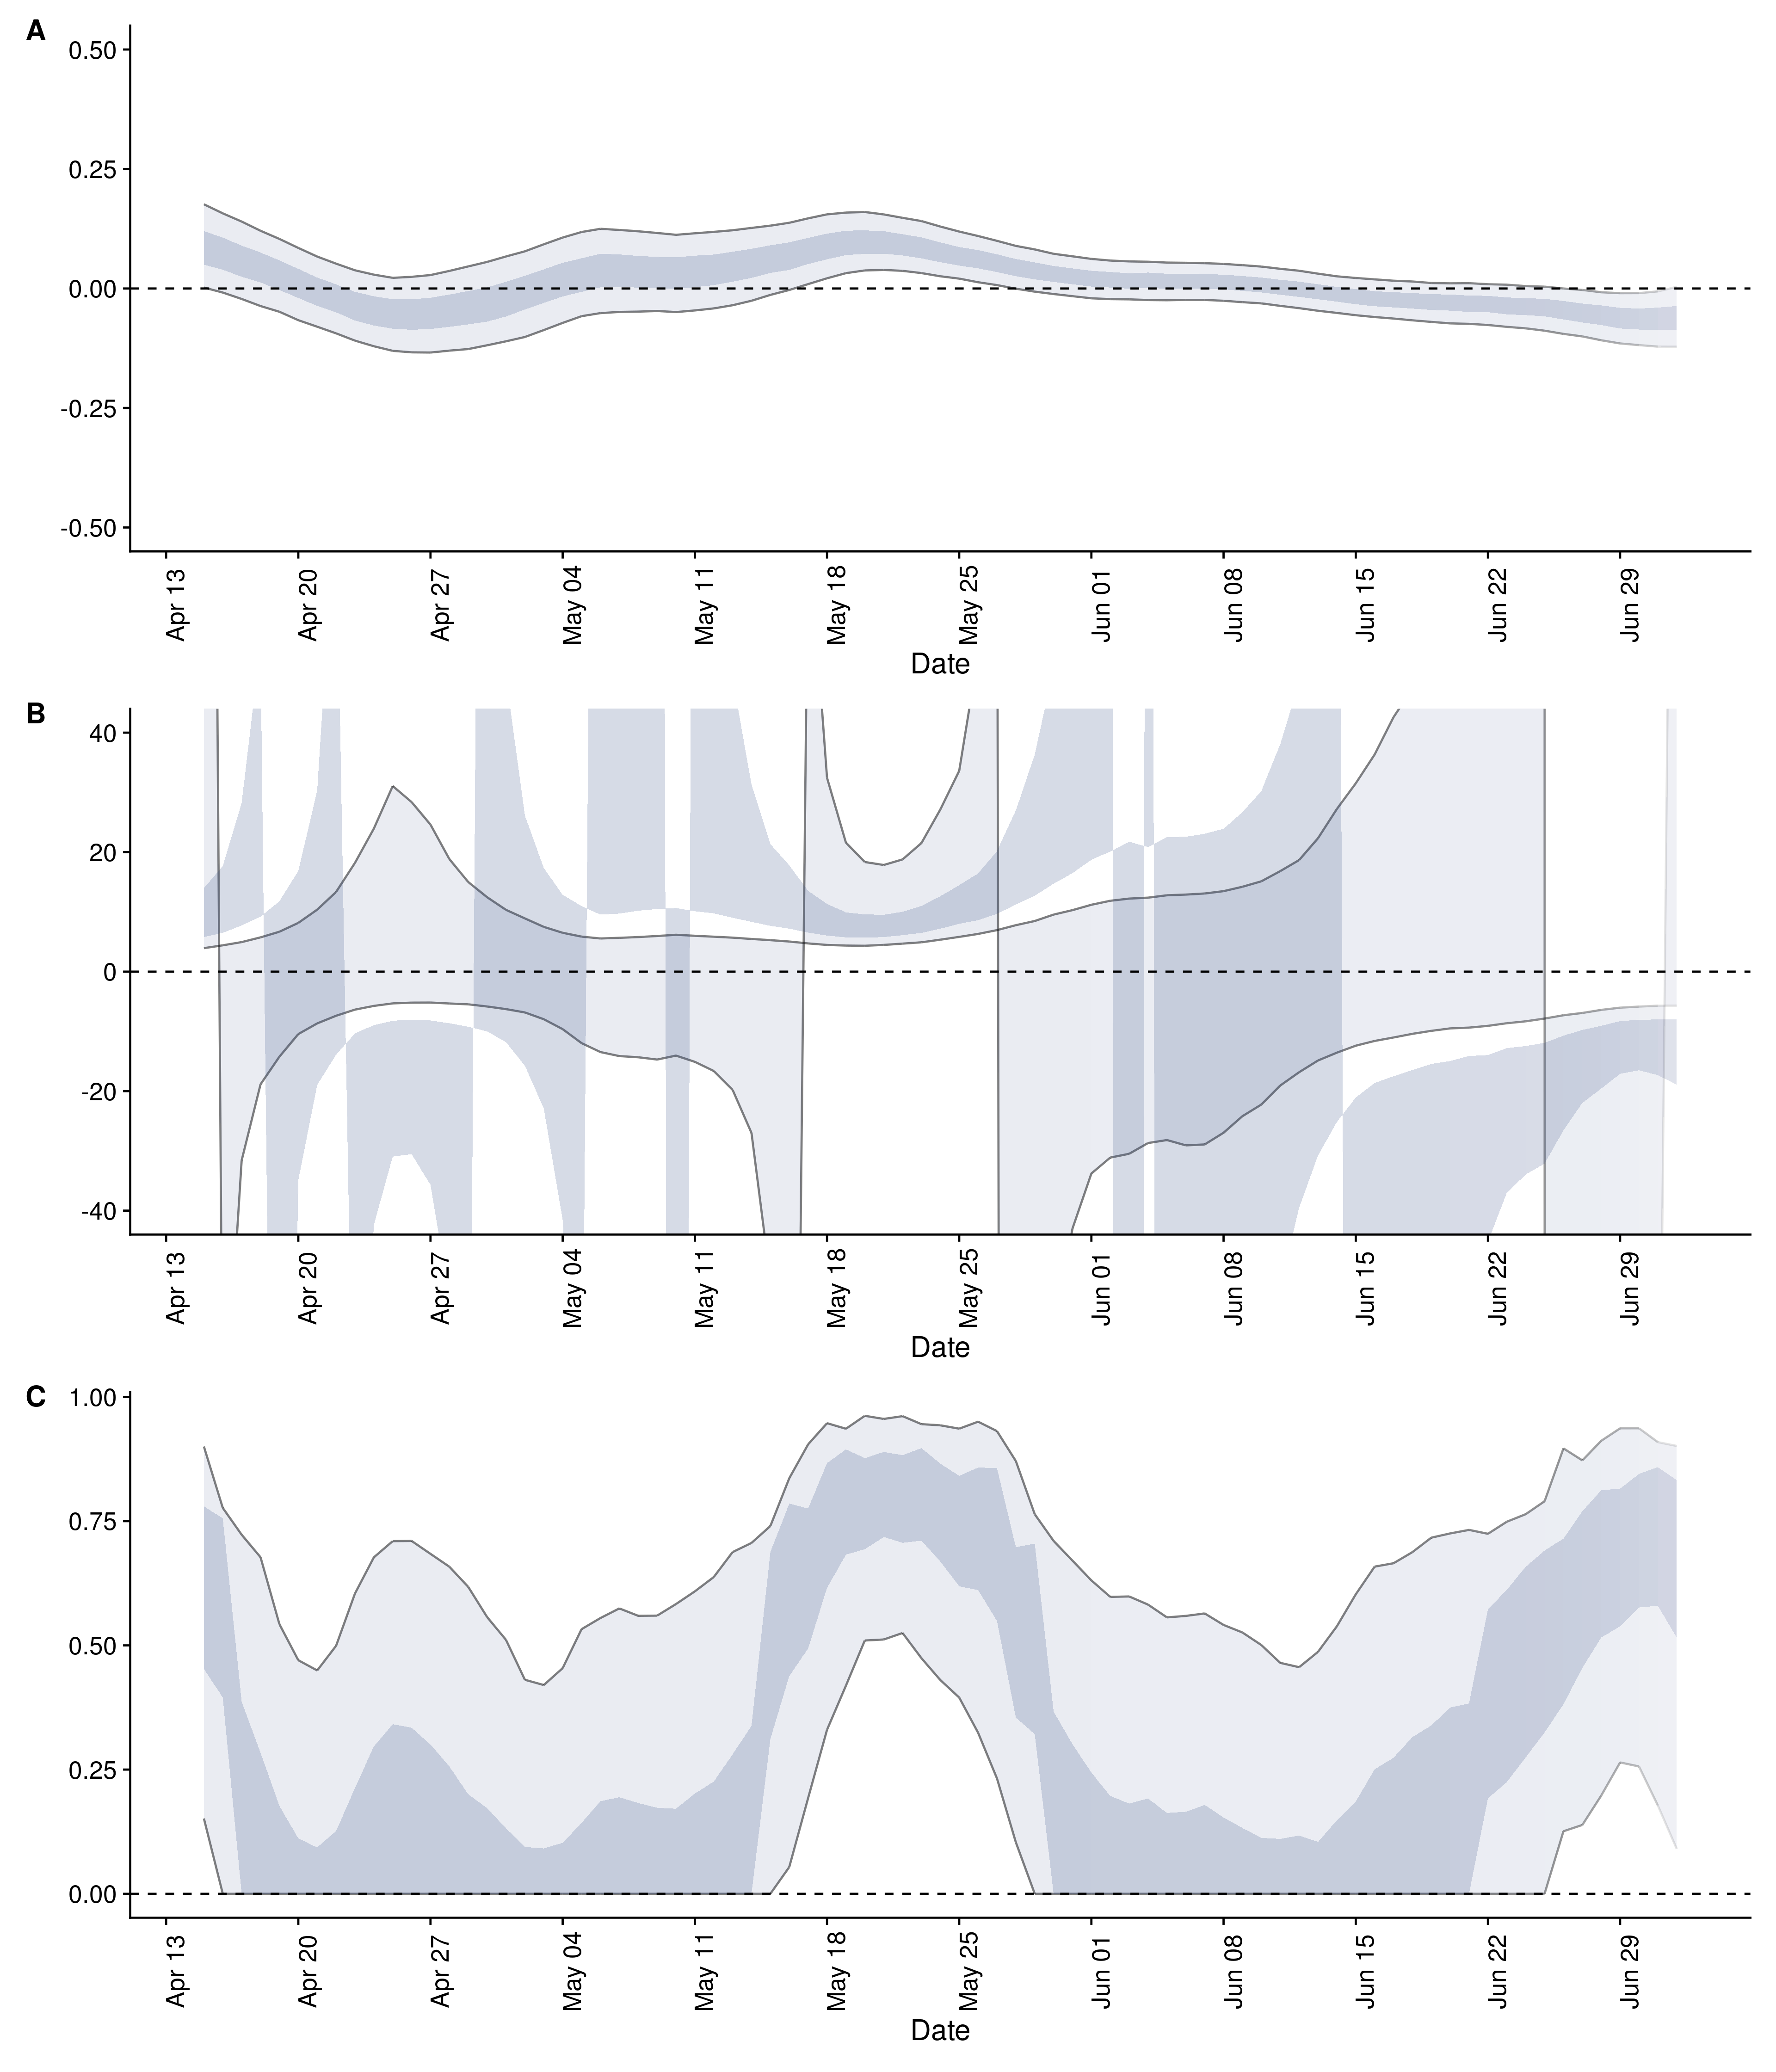 A
0.50
0.25
0.00
-0.25
-0.50
Apr 13
Apr 20
Apr 27
May 04
May 11
May 18
May 25
Jun 01
Jun 08
Jun 15
Jun 22
Jun 29
Date
B
40
20
0
-20
-40
Apr 13
Apr 20
Apr 27
May 04
May 11
May 18
May 25
Jun 01
Jun 08
Jun 15
Jun 22
Jun 29
Date
C
1.00
0.75
0.50
0.25
0.00
Apr 13
Apr 20
Apr 27
May 04
May 11
May 18
May 25
Jun 01
Jun 08
Jun 15
Jun 22
Jun 29
Date